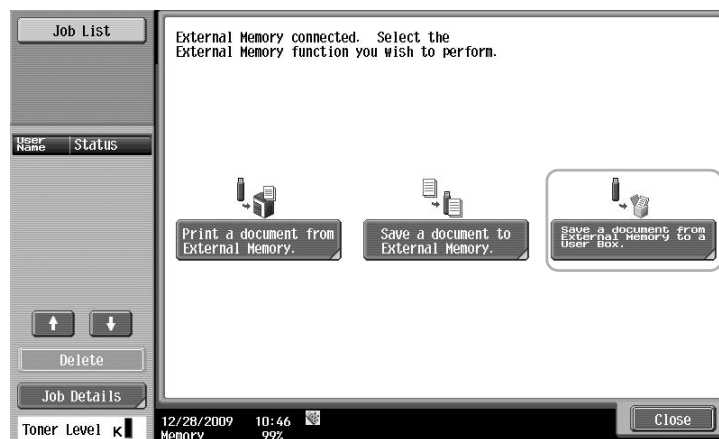 Job List
External Memory connected. Select the
External Memory function you wish to perform.
User
Name
Status
Print a document from
External Memory.
Save a document to
External Memory.
Save a document from
External Memory to a
User Box.
Delete
Job Details
Toner Level K
12/28/2009 10:46
Memory 99%
Close